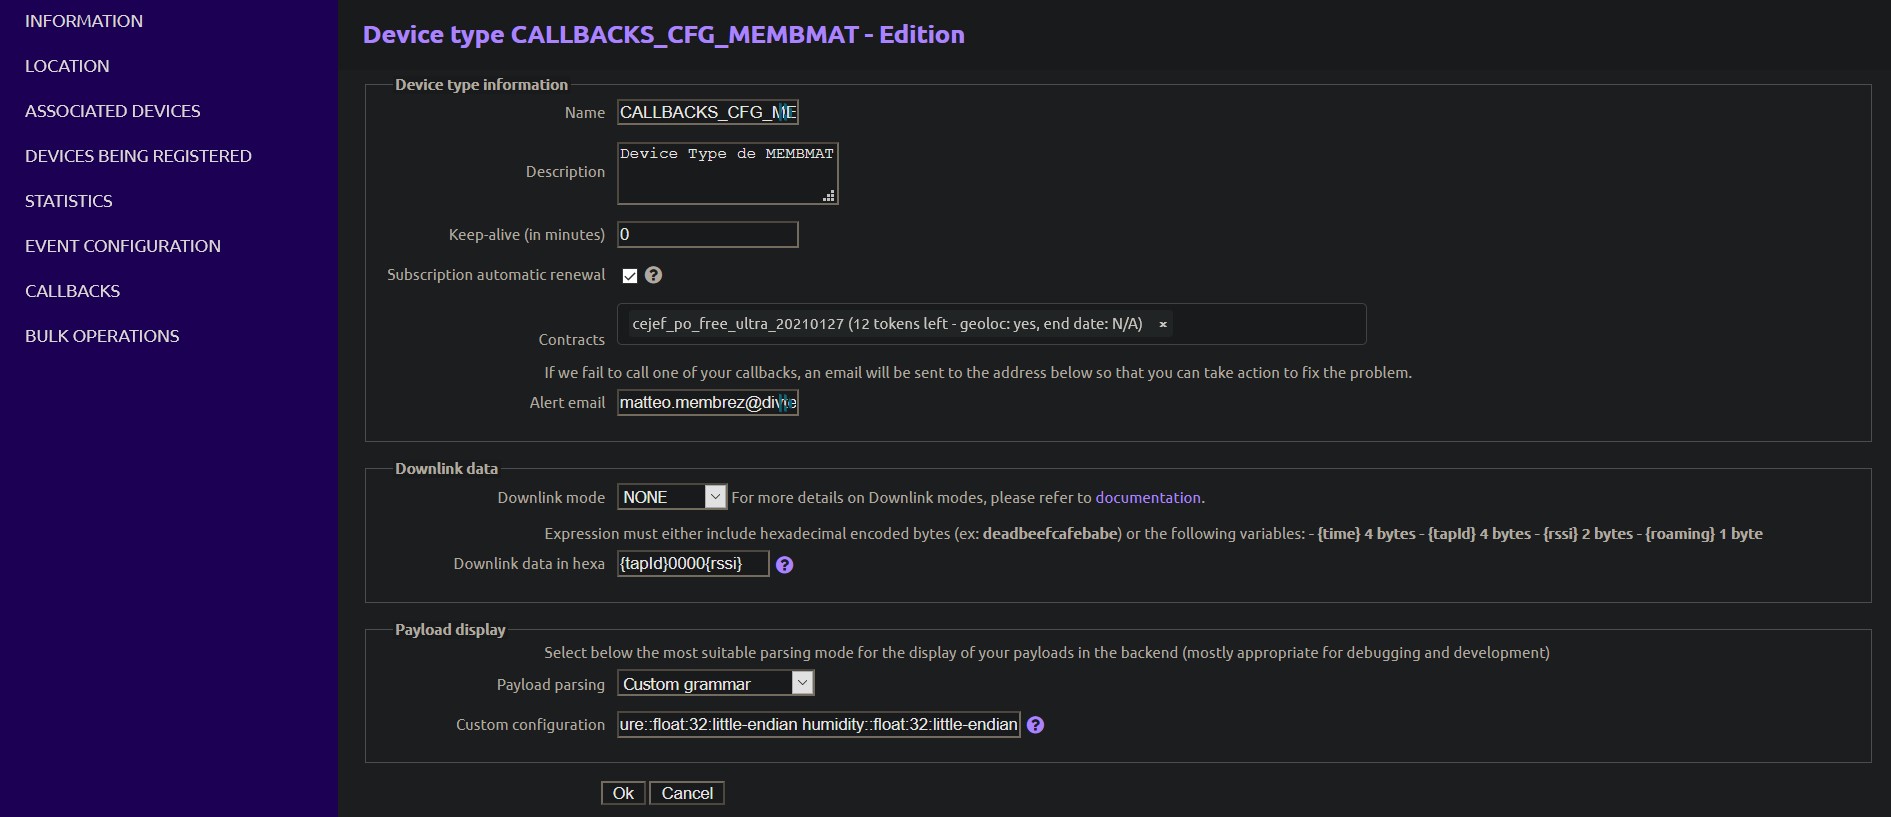 INFORMATION
LOCATION
ASSOCIATED DEVICES
DEVICES BEING REGISTERED
STATISTICS
EVENT CONFIGURATION
CALLBACKS
BULK OPERATIONS
Device type CALLBACKS_CFG_MEMBMAT - Edition
Device type information
Name CALLBACKS_CFG_ME
Description Device Type de MEMBMAT
Keep-alive (in minutes) 0
Subscription automatic renewal ?
Contracts cejef_po_free_ultra_20210127 (12 tokens left - geoloc: yes, end date: N/A) ×
If we fail to call one of your callbacks, an email will be sent to the address below so that you can take action to fix the problem.
Alert email matteo.membrez@divte
Downlink data
Downlink mode NONE For more details on Downlink modes, please refer to documentation.
Expression must either include hexadecimal encoded bytes (ex: deadbeefcafebabe) or the following variables: - {time} 4 bytes - {tapId} 4 bytes - {rssi} 2 bytes - {roaming} 1 byte
Downlink data in hexa {tapId}0000{rssi} ?
Payload display
Select below the most suitable parsing mode for the display of your payloads in the backend (mostly appropriate for debugging and development)
Payload parsing Custom grammar
Custom configuration ure::float:32:little-endian humidity::float:32:little-endian ?
Ok Cancel